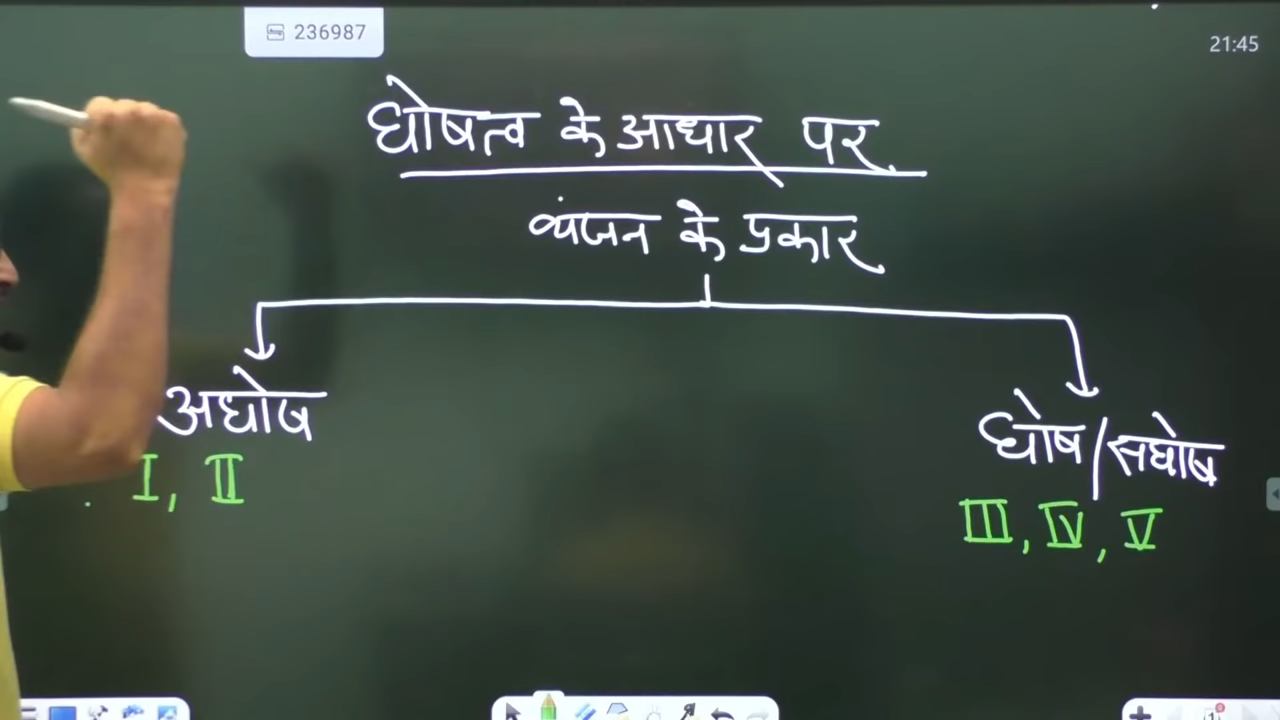 236987
21:45
घोषत्व के आधार पर
व्यंजन के प्रकार
अघोष
I, II
घोष/सघोष
III, IV, V